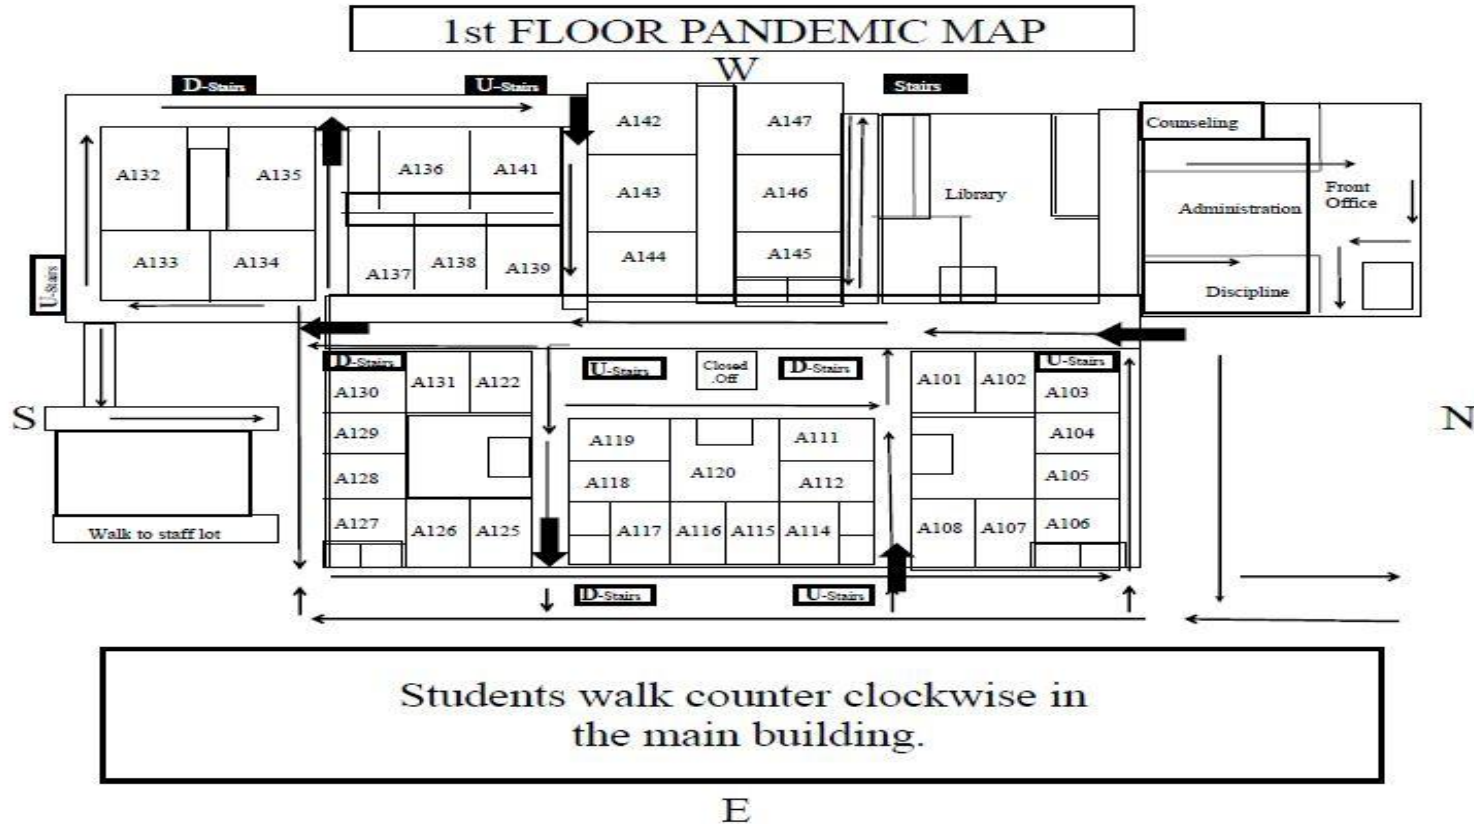 1st FLOOR PANDEMIC MAP
W
D-Stairs
U-Stairs
Stairs
A142
A147
Counseling
A132
A135
A136
A141
A143
A146
Library
Administration
Front
Office
A133
A134
A137
A138
A139
A144
A145
Discipline
U-Stairs
D-Stairs
A131
A122
U-Stairs
Closed
.Off
D-Stairs
A101
A102
U-Stairs
A130
A103
S
N
A129
A119
A111
A104
A128
A118
A120
A112
A105
A127
A126
A125
A117
A116
A115
A114
A108
A107
A106
Walk to staff lot
D-Stairs
U-Stairs
Students walk counter clockwise in
the main building.
E